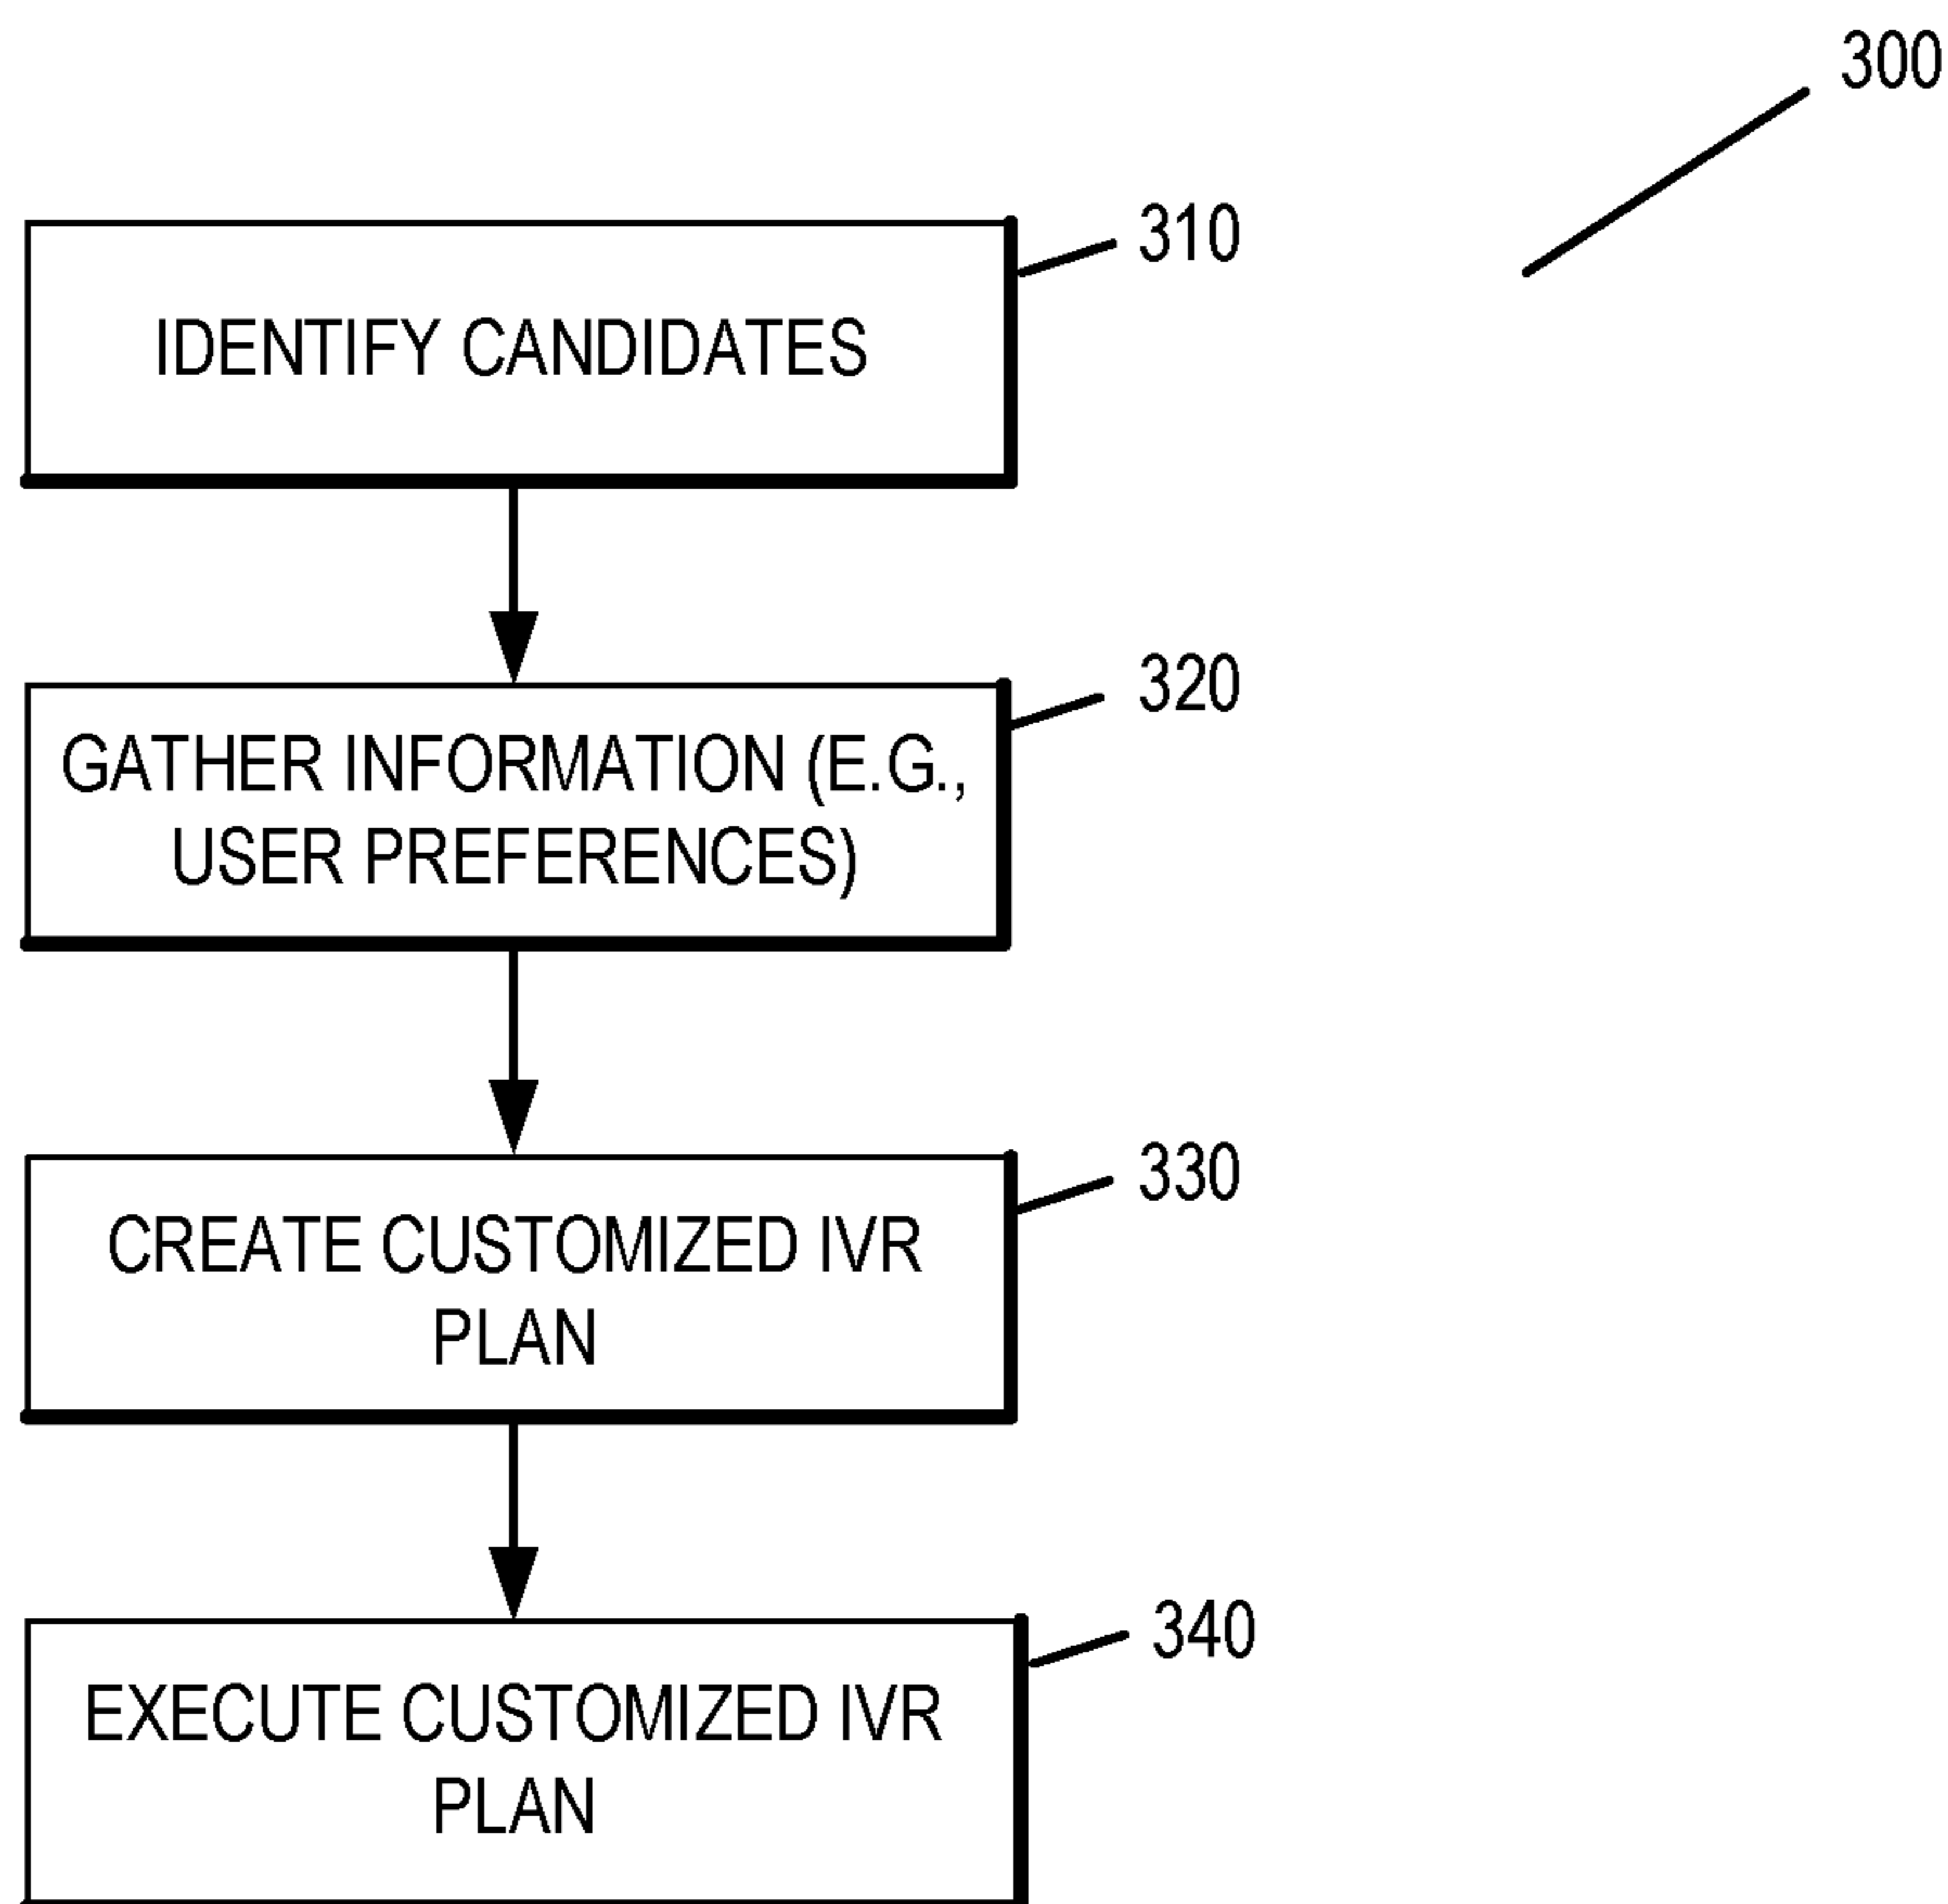 300
310
IDENTIFY CANDIDATES
320
GATHER INFORMATION (E.G.,
USER PREFERENCES)
330
CREATE CUSTOMIZED IVR
PLAN
340
EXECUTE CUSTOMIZED IVR
PLAN